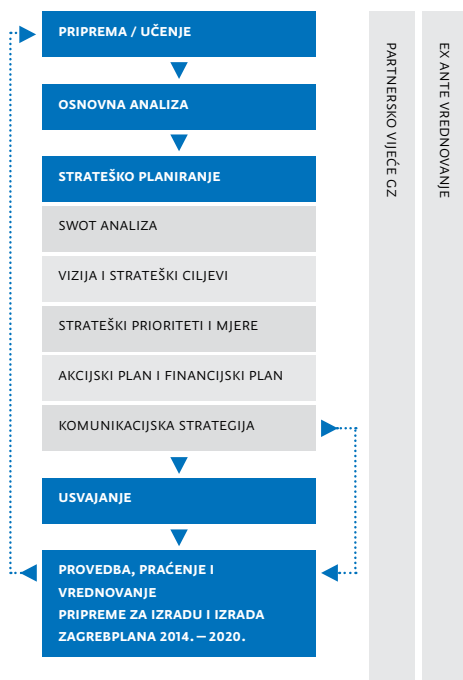 PRIPREMA / UČENJE
OSNOVNA ANALIZA
STRATEŠKO PLANIRANJE
SWOT ANALIZA
VIZIJA I STRATEŠKI CILJEVI
STRATEŠKI PRIORITETI I MJERE
AKCIJSKI PLAN I FINANCIJSKI PLAN
KOMUNIKACIJSKA STRATEGIJA
USVAJANJE
PROVEDBA, PRAĆENJE I
VREDNOVANJE
PRIPREME ZA IZRADU I IZRADA
ZAGREBPLANA 2014. – 2020.
PARTNERSKO VIJEĆE GZ
EX ANTE VREDNOVANJE